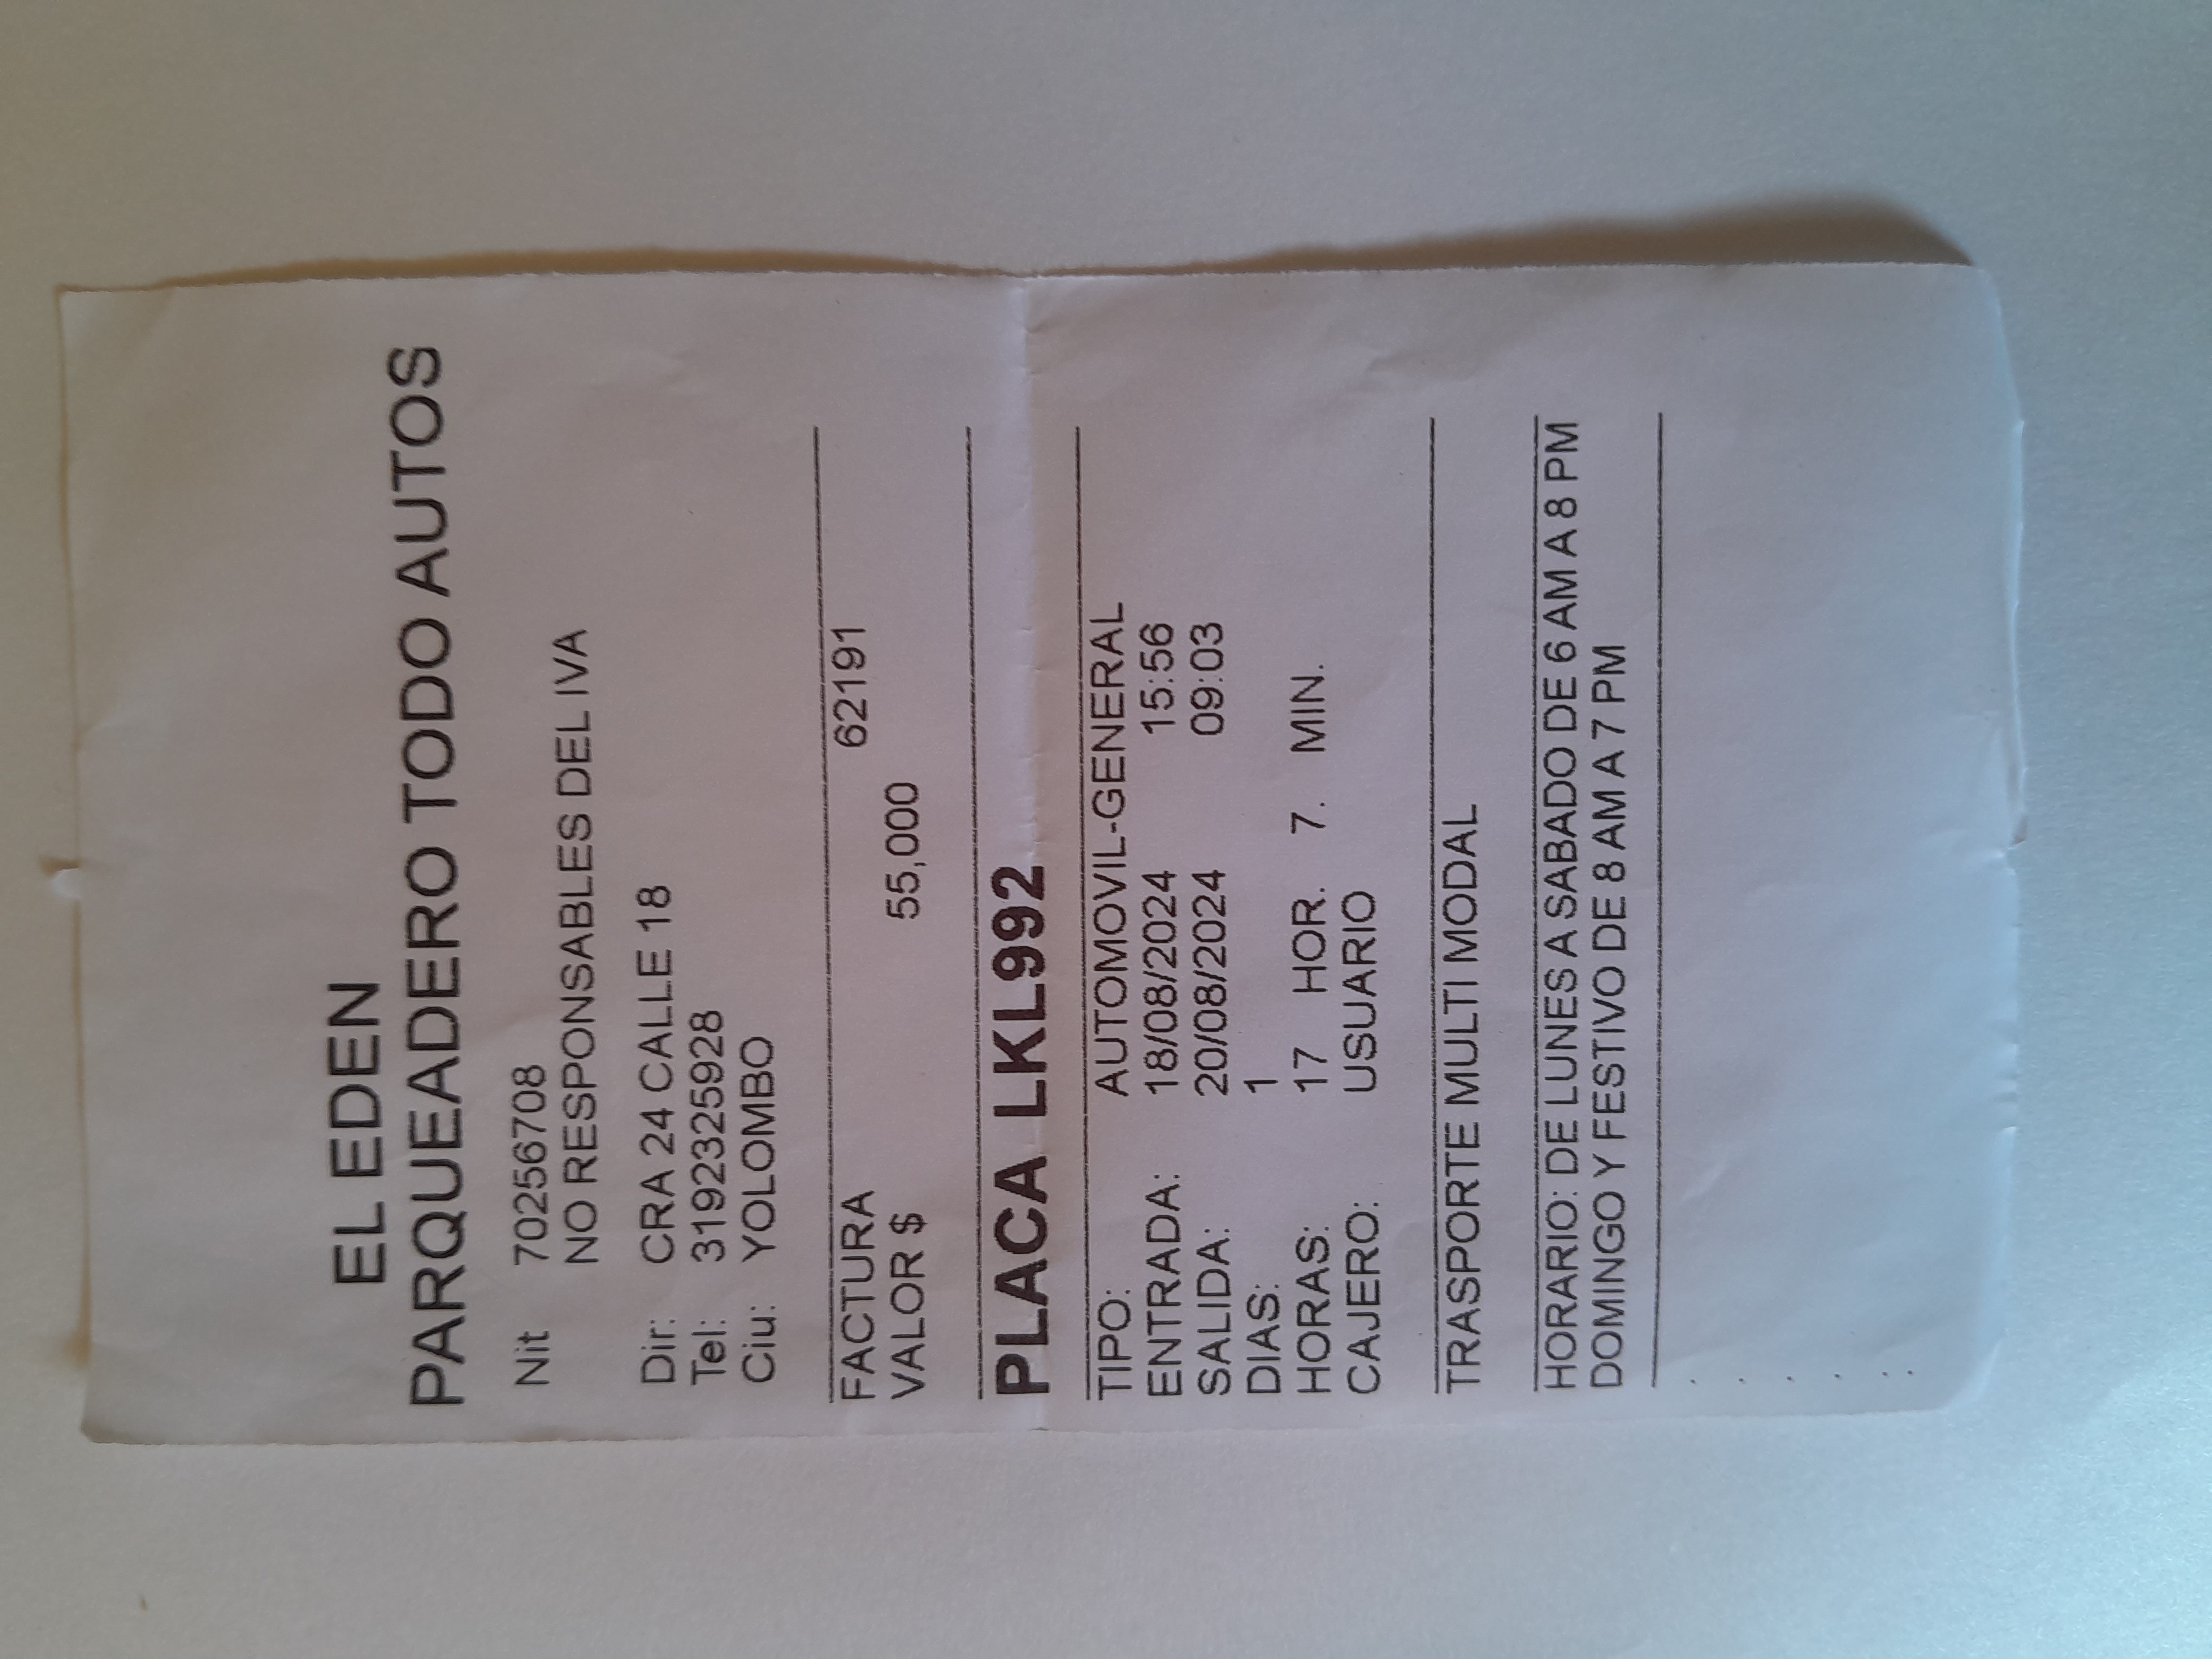 EL EDEN
PARQUEADERO TODO AUTOS
Nit 70256708
NO RESPONSABLES DEL IVA
Dir: CRA 24 CALLE 18
Tel: 3192325928
Ciu: YOLOMBO
FACTURA 62191
VALOR $ 55,000
PLACA LKL992
TIPO: AUTOMOVIL-GENERAL
ENTRADA: 18/08/2024 15:56
SALIDA: 20/08/2024 09:03
DIAS: 1
HORAS: 17 HOR. 7. MIN.
CAJERO: USUARIO
TRASPORTE MULTI MODAL
HORARIO: DE LUNES A SABADO DE 6 AM A 8 PM
DOMINGO Y FESTIVO DE 8 AM A 7 PM